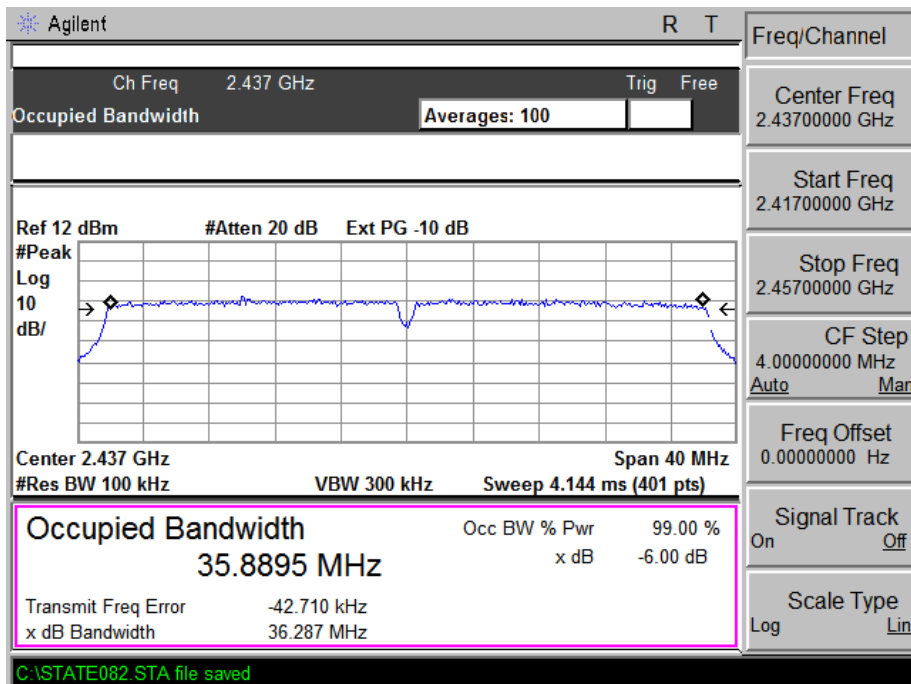 Agilent R T
Ch Freq 2.437 GHz Trig Free
Occupied Bandwidth Averages: 100
Ref 12 dBm #Atten 20 dB Ext PG -10 dB
#Peak
Log
10
dB/
Center 2.437 GHz Span 40 MHz
#Res BW 100 kHz VBW 300 kHz Sweep 4.144 ms (401 pts)
Occupied Bandwidth
35.8895 MHz
Occ BW % Pwr 99.00 %
x dB -6.00 dB
Transmit Freq Error -42.710 kHz
x dB Bandwidth 36.287 MHz
C:\STATE082.STA file saved
Freq/Channel
Center Freq
2.43700000 GHz
Start Freq
2.41700000 GHz
Stop Freq
2.45700000 GHz
CF Step
4.00000000 MHz
Auto Man
Freq Offset
0.00000000 Hz
Signal Track
On Off
Scale Type
Log Lin